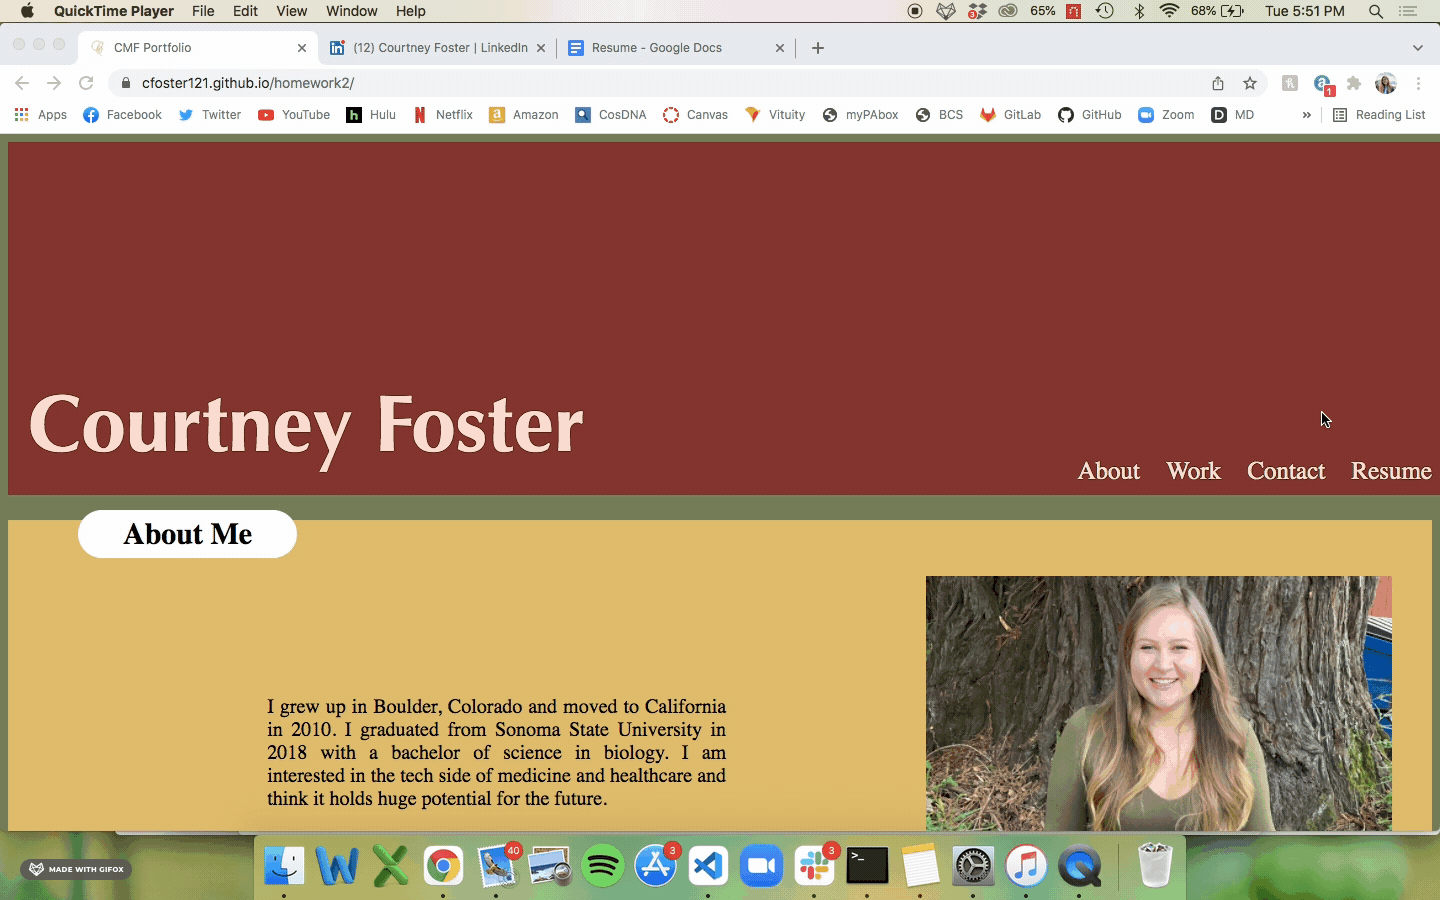 QuickTime Player File Edit View Window Help 3 65% 68% Tue 5:51 PM
CMF Portfolio (12) Courtney Foster | LinkedIn Resume - Google Docs
cfoster121.github.io/homework2/ 1
Apps Facebook Twitter YouTube Hulu Netflix Amazon CosDNA Canvas Vituity myPAbox BCS GitLab GitHub Zoom MD » Reading List
Courtney Foster
About Work Contact Resume
About Me
I grew up in Boulder, Colorado and moved to California
in 2010. I graduated from Sonoma State University in
2018 with a bachelor of science in biology. I am
interested in the tech side of medicine and healthcare and
think it holds huge potential for the future.
40 3 3
MADE WITH GIFOX